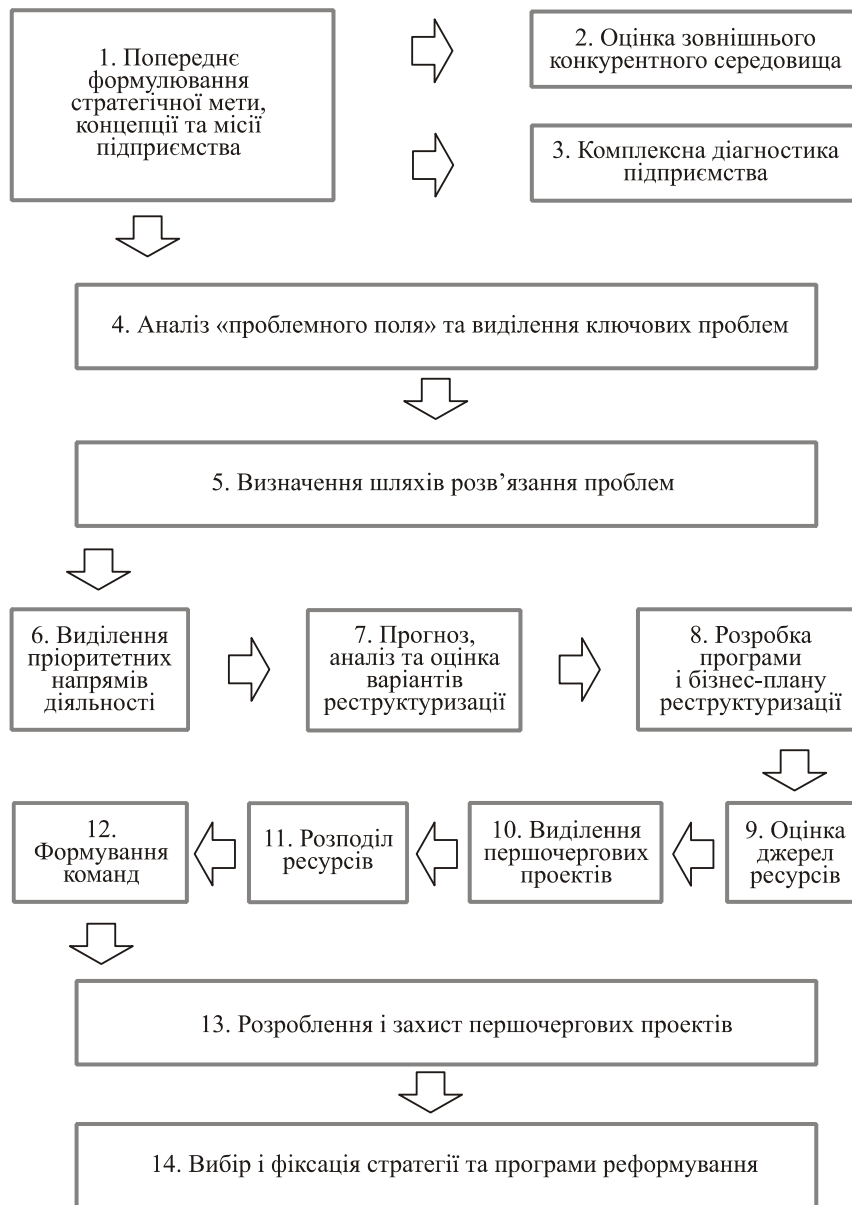 1. Попереднє
формулювання
стратегічної мети,
концепції та місії
підприємства
2. Оцінка зовнішнього
конкурентного середовища
3. Комплексна діагностика
підприємства
4. Аналіз «проблемного поля» та виділення ключових проблем
5. Визначення шляхів розв’язання проблем
6. Виділення
пріоритетних
напрямів
діяльності
7. Прогноз,
аналіз та оцінка
варіантів
реструктуризації
8. Розробка
програми
і бізнес-плану
реструктуризації
12.
Формування
команд
11. Розподіл
ресурсів
10. Виділення
першочергових
проектів
9. Оцінка
джерел
ресурсів
13. Розроблення і захист першочергових проектів
14. Вибір і фіксація стратегії та програми реформування